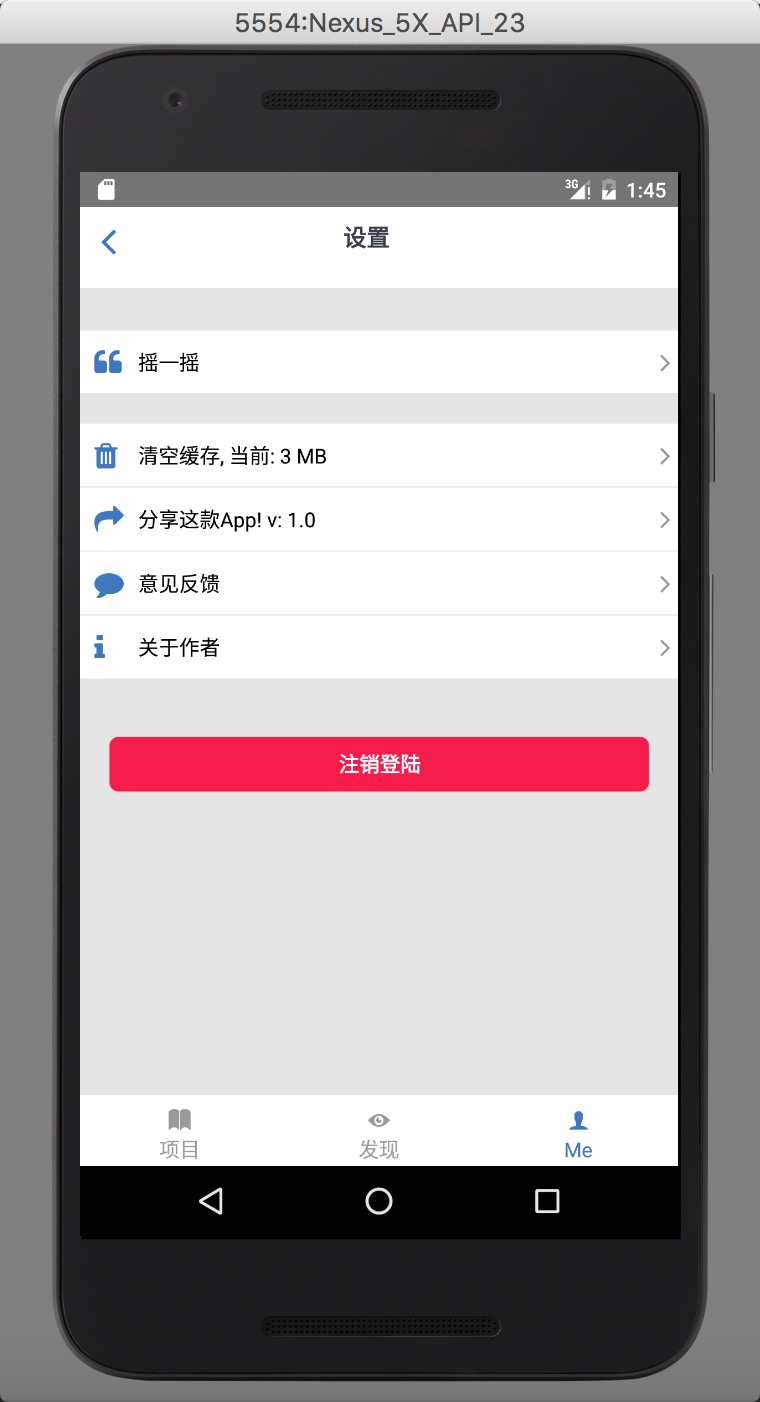 5554:Nexus_5X_API_23
3G 1:45
设置
摇一摇
清空缓存, 当前: 3 MB
分享这款App! v: 1.0
意见反馈
关于作者
注销登陆
项目 发现 Me